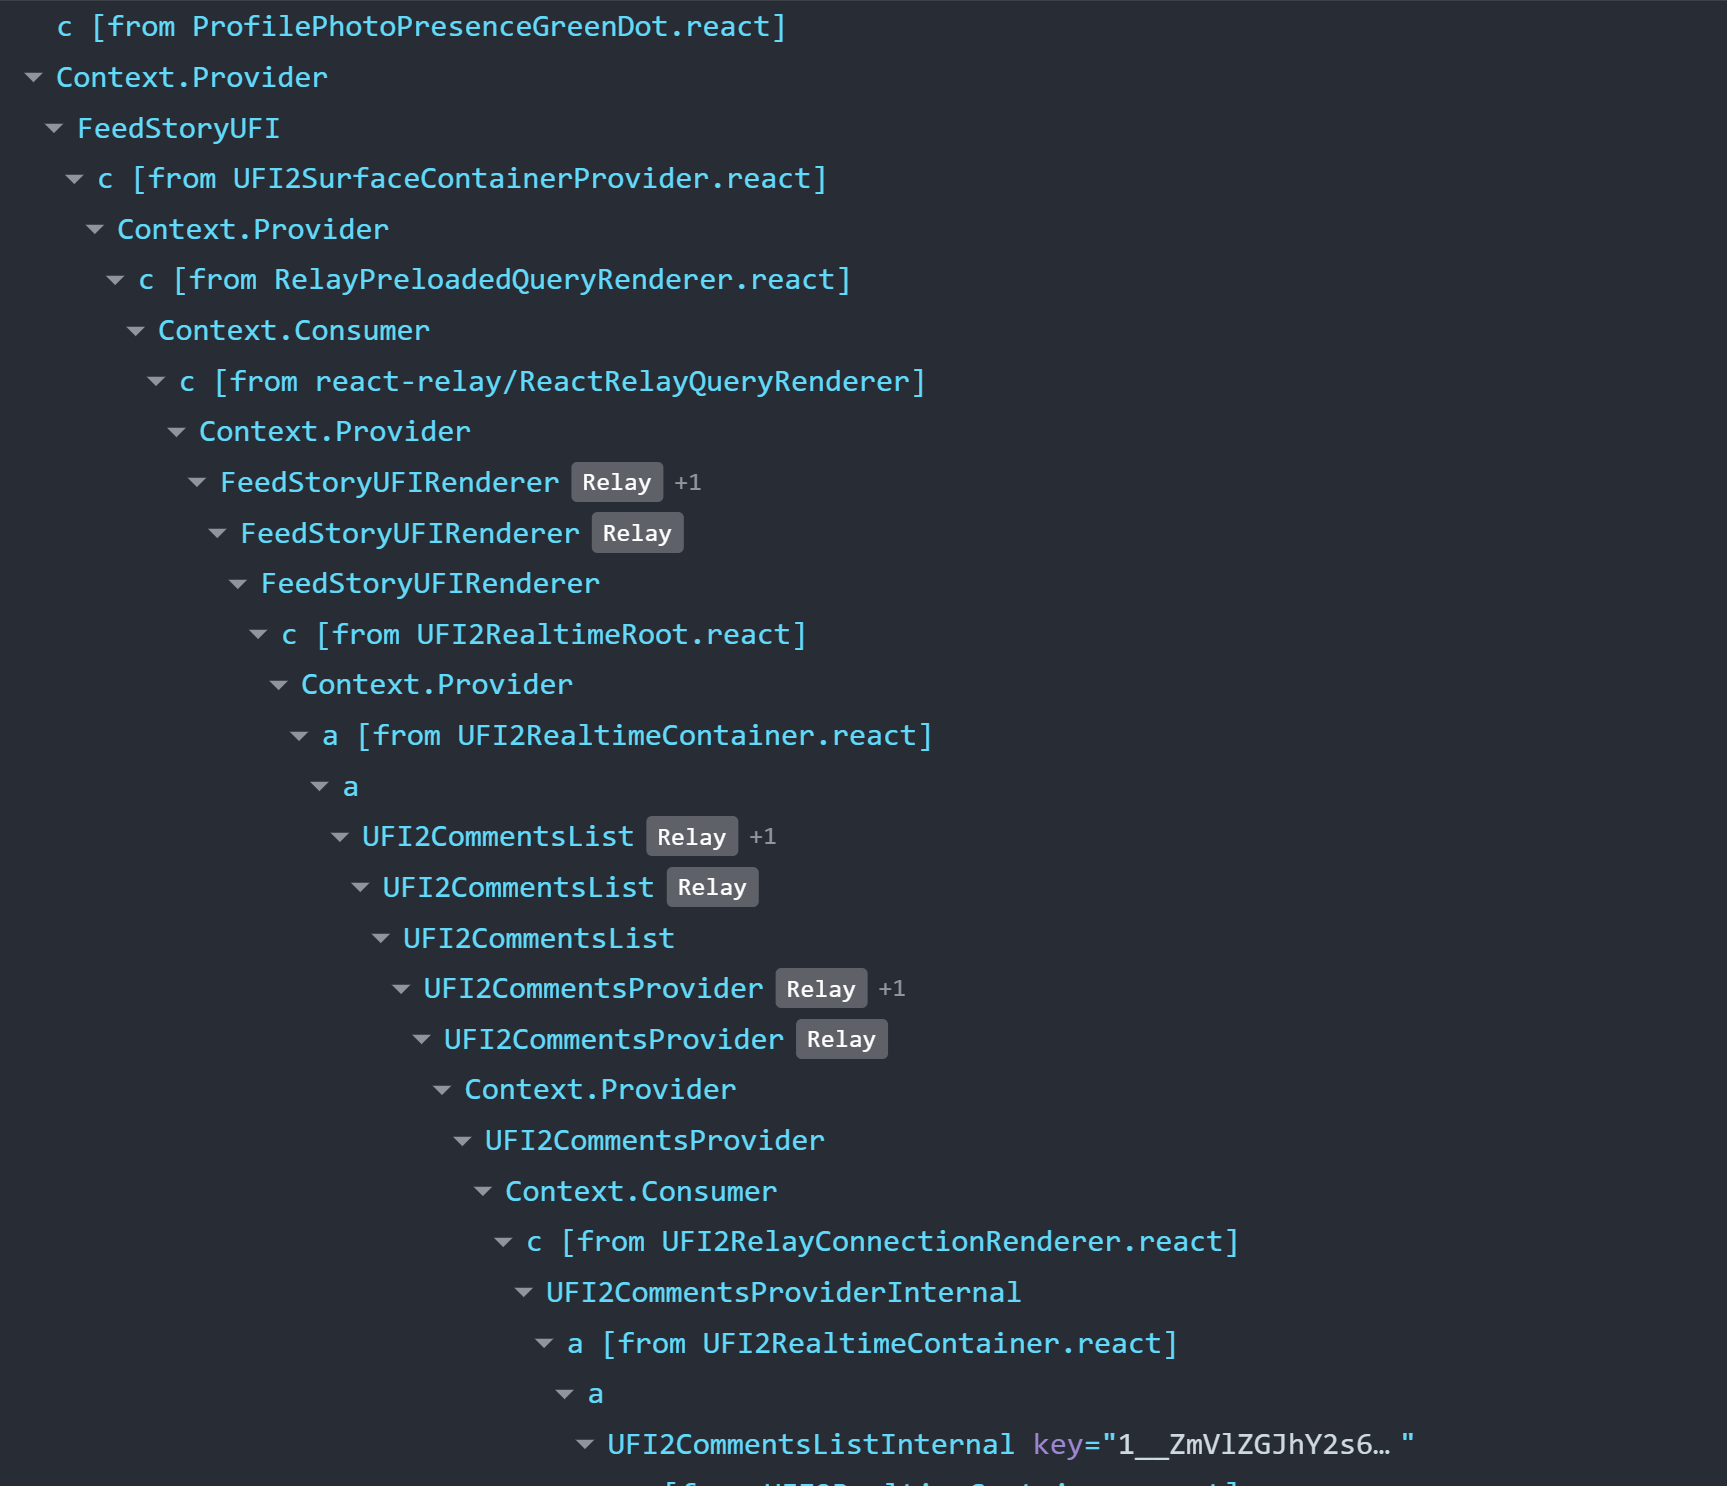 c [from ProfilePhotoPresenceGreenDot.react]
Context.Provider
FeedStoryUFI
c [from UFI2SurfaceContainerProvider.react]
Context.Provider
c [from RelayPreloadedQueryRenderer.react]
Context.Consumer
c [from react-relay/ReactRelayQueryRenderer]
Context.Provider
FeedStoryUFIRenderer Relay +1
FeedStoryUFIRenderer Relay
FeedStoryUFIRenderer
c [from UFI2RealtimeRoot.react]
Context.Provider
a [from UFI2RealtimeContainer.react]
a
UFI2CommentsList Relay +1
UFI2CommentsList Relay
UFI2CommentsList
UFI2CommentsProvider Relay +1
UFI2CommentsProvider Relay
Context.Provider
UFI2CommentsProvider
Context.Consumer
c [from UFI2RelayConnectionRenderer.react]
UFI2CommentsProviderInternal
a [from UFI2RealtimeContainer.react]
a
UFI2CommentsListInternal key="1__ZmVlZGJhY2s6… "